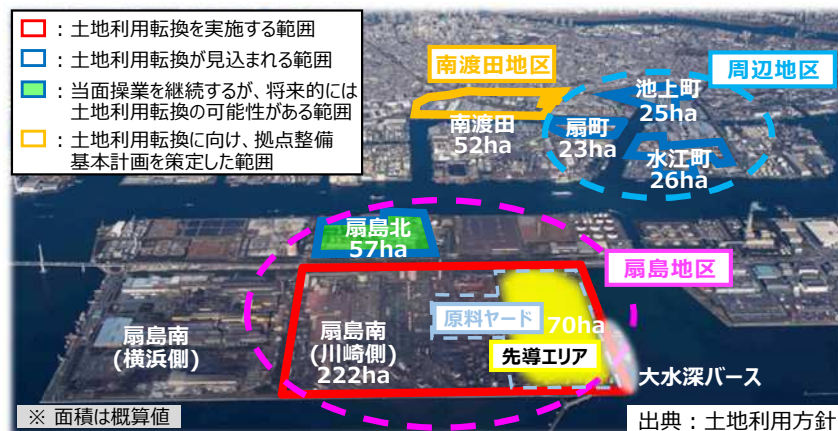 ：土地利用転換を実施する範囲
：土地利用転換が見込まれる範囲
：当面操業を継続するが、将来的には
土地利用転換の可能性がある範囲
：土地利用転換に向け、拠点整備
基本計画を策定した範囲
南渡田地区
周辺地区
池上町
25ha
南渡田
52ha
扇町
23ha
水江町
26ha
扇島北
57ha
扇島地区
原料ヤード
70ha
扇島南
(横浜側)
扇島南
(川崎側)
222ha
先導エリア
大水深バース
※ 面積は概算値
出典：土地利用方針